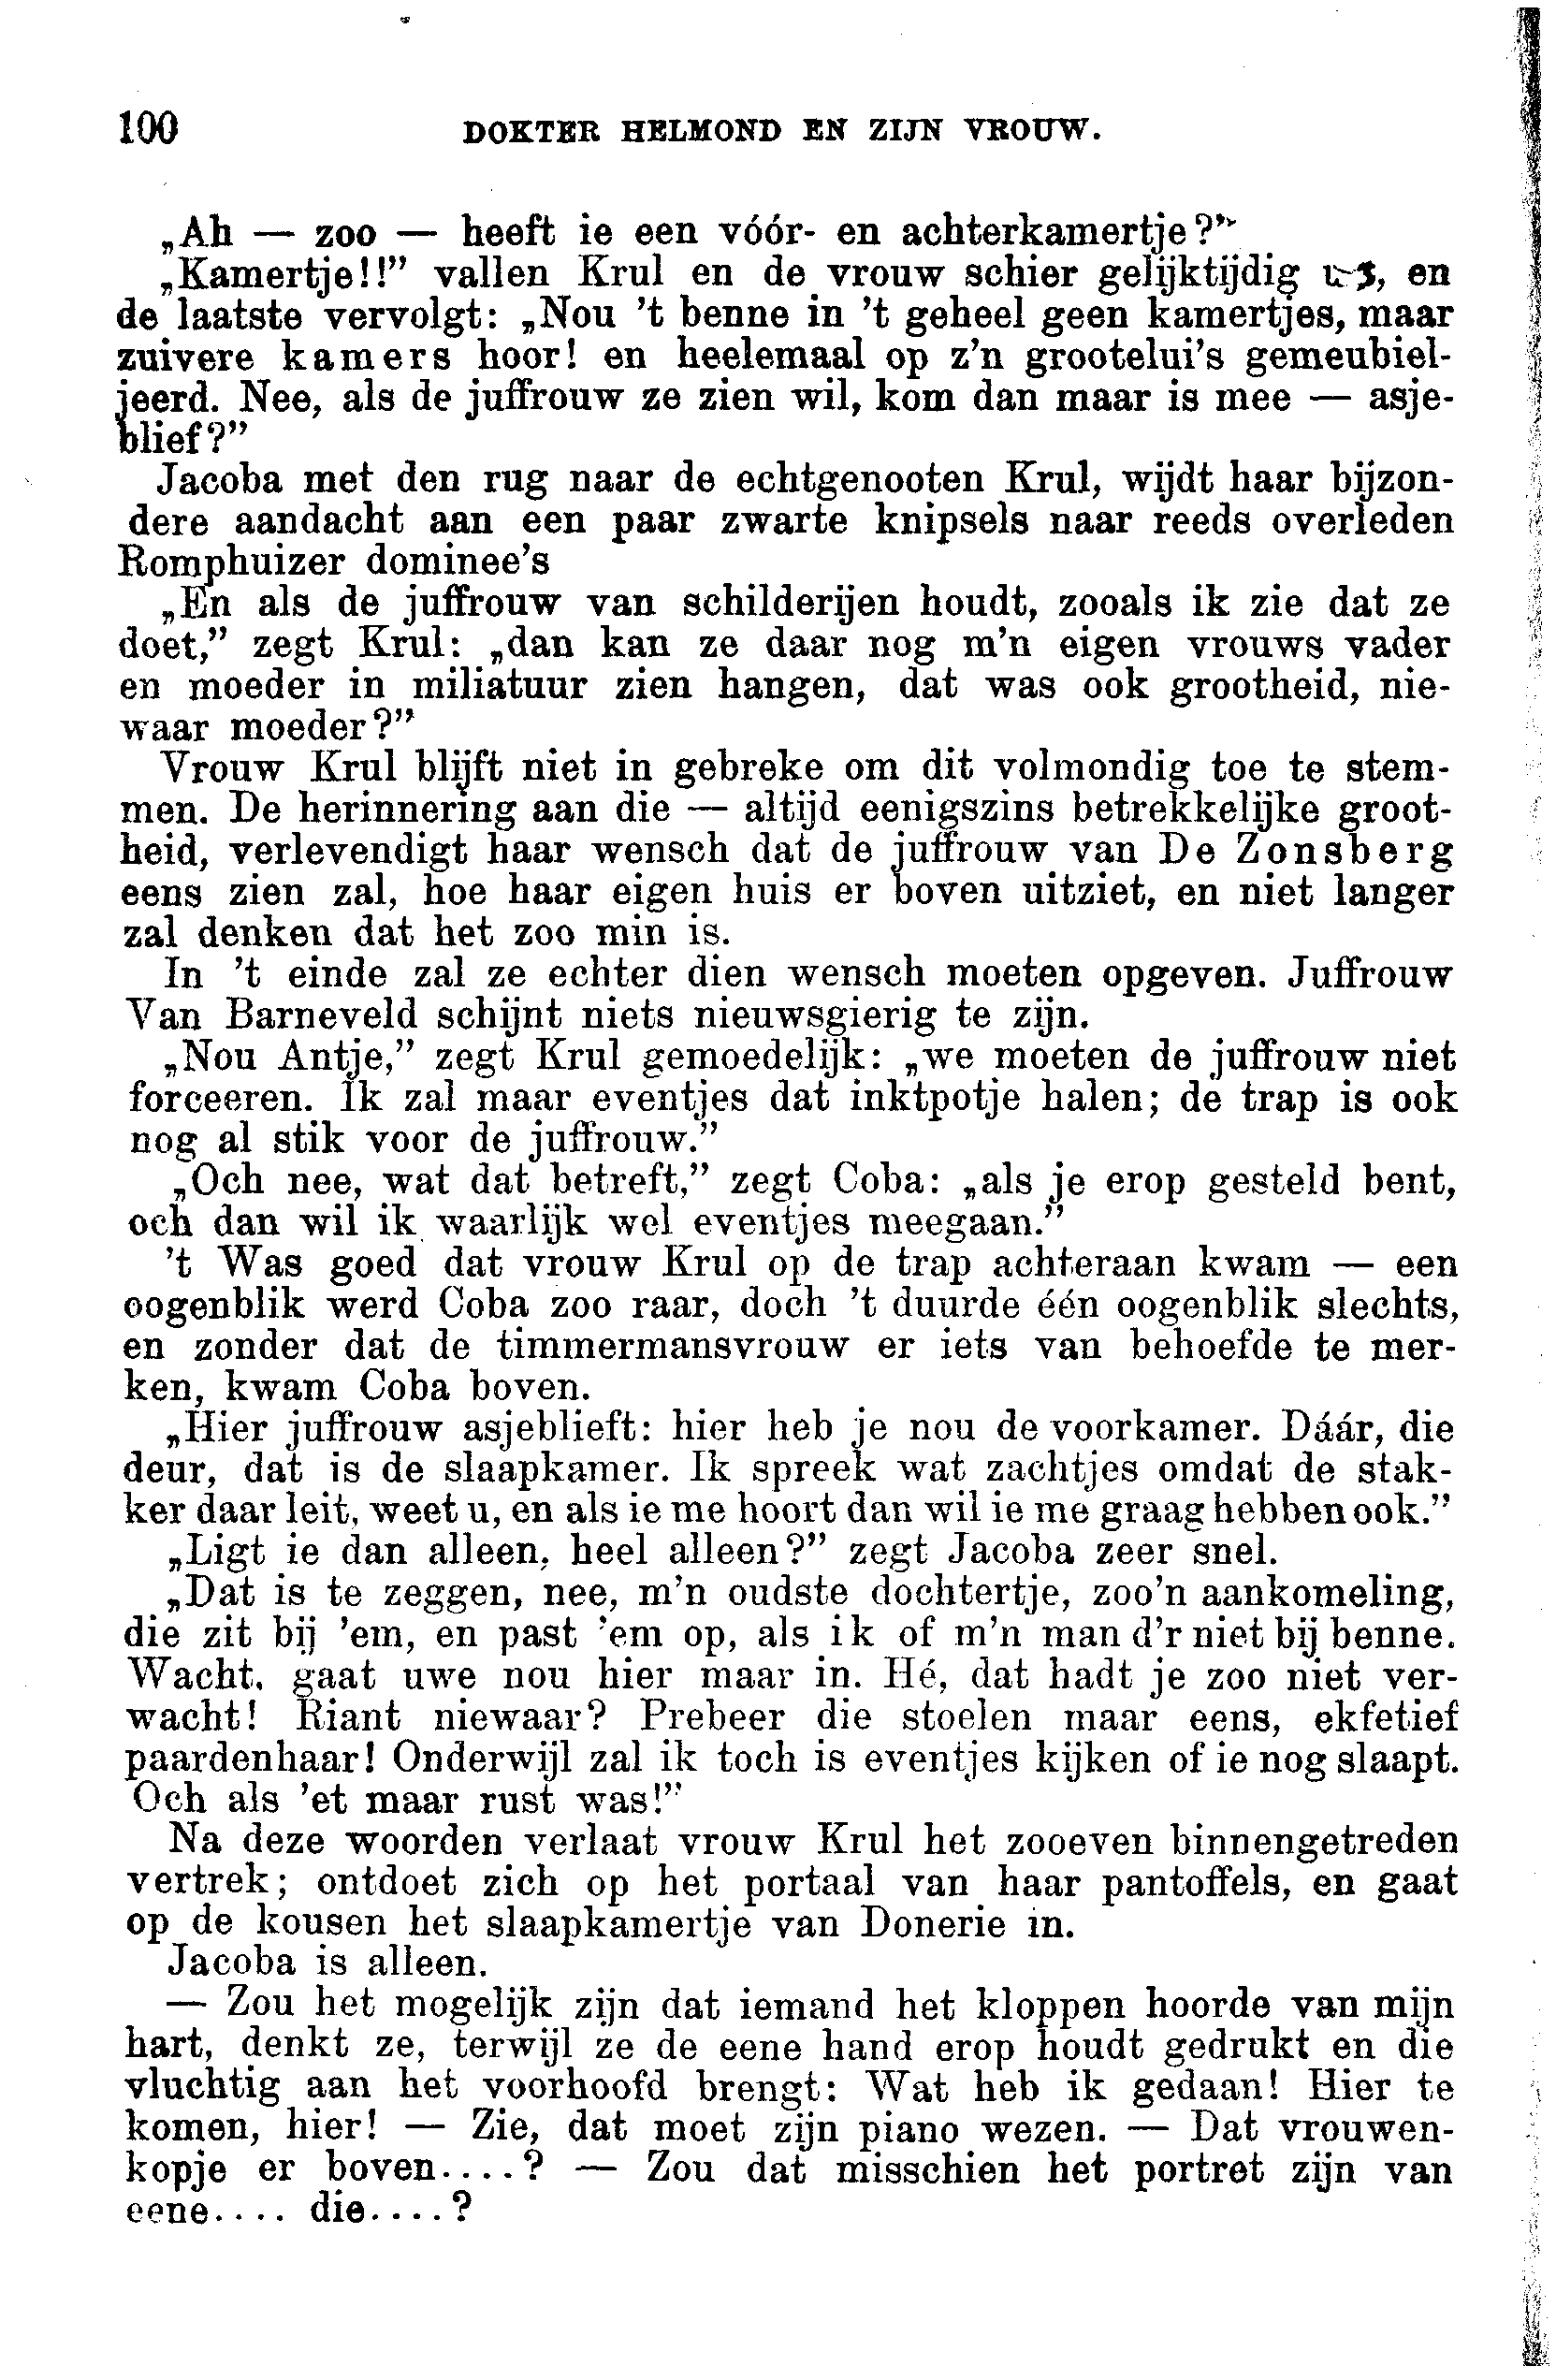 100 DOKTER HELMOND EN ZIJN VROUW.
„Ah — zoo — heeft ie een vóór- en achterkamertje?”
„Kamertje!!” vallen Krul en de vrouw schier gelijktijdig , en
de laatste vervolgt: „Nou ’t benne in ’t geheel geen kamertjes, maar
zuivere kamers hoor! en heelemaal op z’n grootelui’s gemeubiel-
jeerd. Nee, als de juffrouw ze zien wil, kom dan maar is mee — asje-
blief?”
Jacoba met den rug naar de echtgenooten Krul, wijdt haar bijzon-
dere aandacht aan een paar zwarte knipsels naar reeds overleden
Romphuizer dominee’s
„En als de juffrouw van schilderijen houdt, zooals ik zie dat ze
doet,” zegt Krul: „dan kan ze daar nog m’n eigen vrouws vader
en moeder in miliatuur zien hangen, dat was ook grootheid, nie-
waar moeder?”
Vrouw Krul blijft niet in gebreke om dit volmondig toe te stem-
men. De herinnering aan die — altijd eenigszins betrekkelijke groot-
heid, verlevendigt haar wensch dat de juffrouw van De Zonsberg
eens zien zal, hoe haar eigen huis er boven uitziet, en niet langer
zal denken dat het zoo min is.
In ’t einde zal ze echter dien wensch moeten opgeven. Juffrouw
Van Barneveld schijnt niets nieuwsgierig te zijn.
„Nou Antje,” zegt Krul gemoedelijk: „we moeten de juffrouw niet
forceeren. Ik zal maar eventjes dat inktpotje halen; de trap is ook
nog al stik voor de juffrouw.”
„Och nee, wat dat betreft,” zegt Coba: „als je erop gesteld bent,
och dan wil ik waarlijk wel eventjes meegaan.”
’t Was goed dat vrouw Krul op de trap achteraan kwam — een
oogenblik werd Coba zoo raar, doch ’t duurde één oogenblik slechts,
en zonder dat de timmermansvrouw er iets van behoefde te mer-
ken, kwam Coba boven.
„Hier juffrouw asjeblieft: hier heb je nou de voorkamer. Dáár, die
deur, dat is de slaapkamer. Ik spreek wat zachtjes omdat de stak-
ker daar leit, weet u, en als ie me hoort dan wil ie me graag hebben ook.”
„Ligt ie dan alleen, heel alleen?” zegt Jacoba zeer snel.
„Dat is te zeggen, nee, m’n oudste dochtertje, zoo’n aankomeling,
die zit bij ’em, en past ’em op, als ik of m’n man d’r niet bij benne.
Wacht, gaat uwe nou hier maar in. Hé, dat hadt je zoo niet ver-
wacht! Riant niewaar? Prebeer die stoelen maar eens, ekfetief
paardenhaar! Onderwijl zal ik toch is eventjes kijken of ie nog slaapt.
Och als ’et maar rust was!”
Na deze woorden verlaat vrouw Krul het zooeven binnengetreden
vertrek; ontdoet zich op het portaal van haar pantoffels, en gaat
op de kousen het slaapkamertje van Donerie in.
Jacoba is alleen.
— Zou het mogelijk zijn dat iemand het kloppen hoorde van mijn
hart, denkt ze, terwijl ze de eene hand erop houdt gedrukt en die
vluchtig aan het voorhoofd brengt: Wat heb ik gedaan! Hier te
komen, hier! — Zie, dat moet zijn piano wezen. — Dat vrouwen-
kopje er boven....? — Zou dat misschien het portret zijn van
eene.... die....?